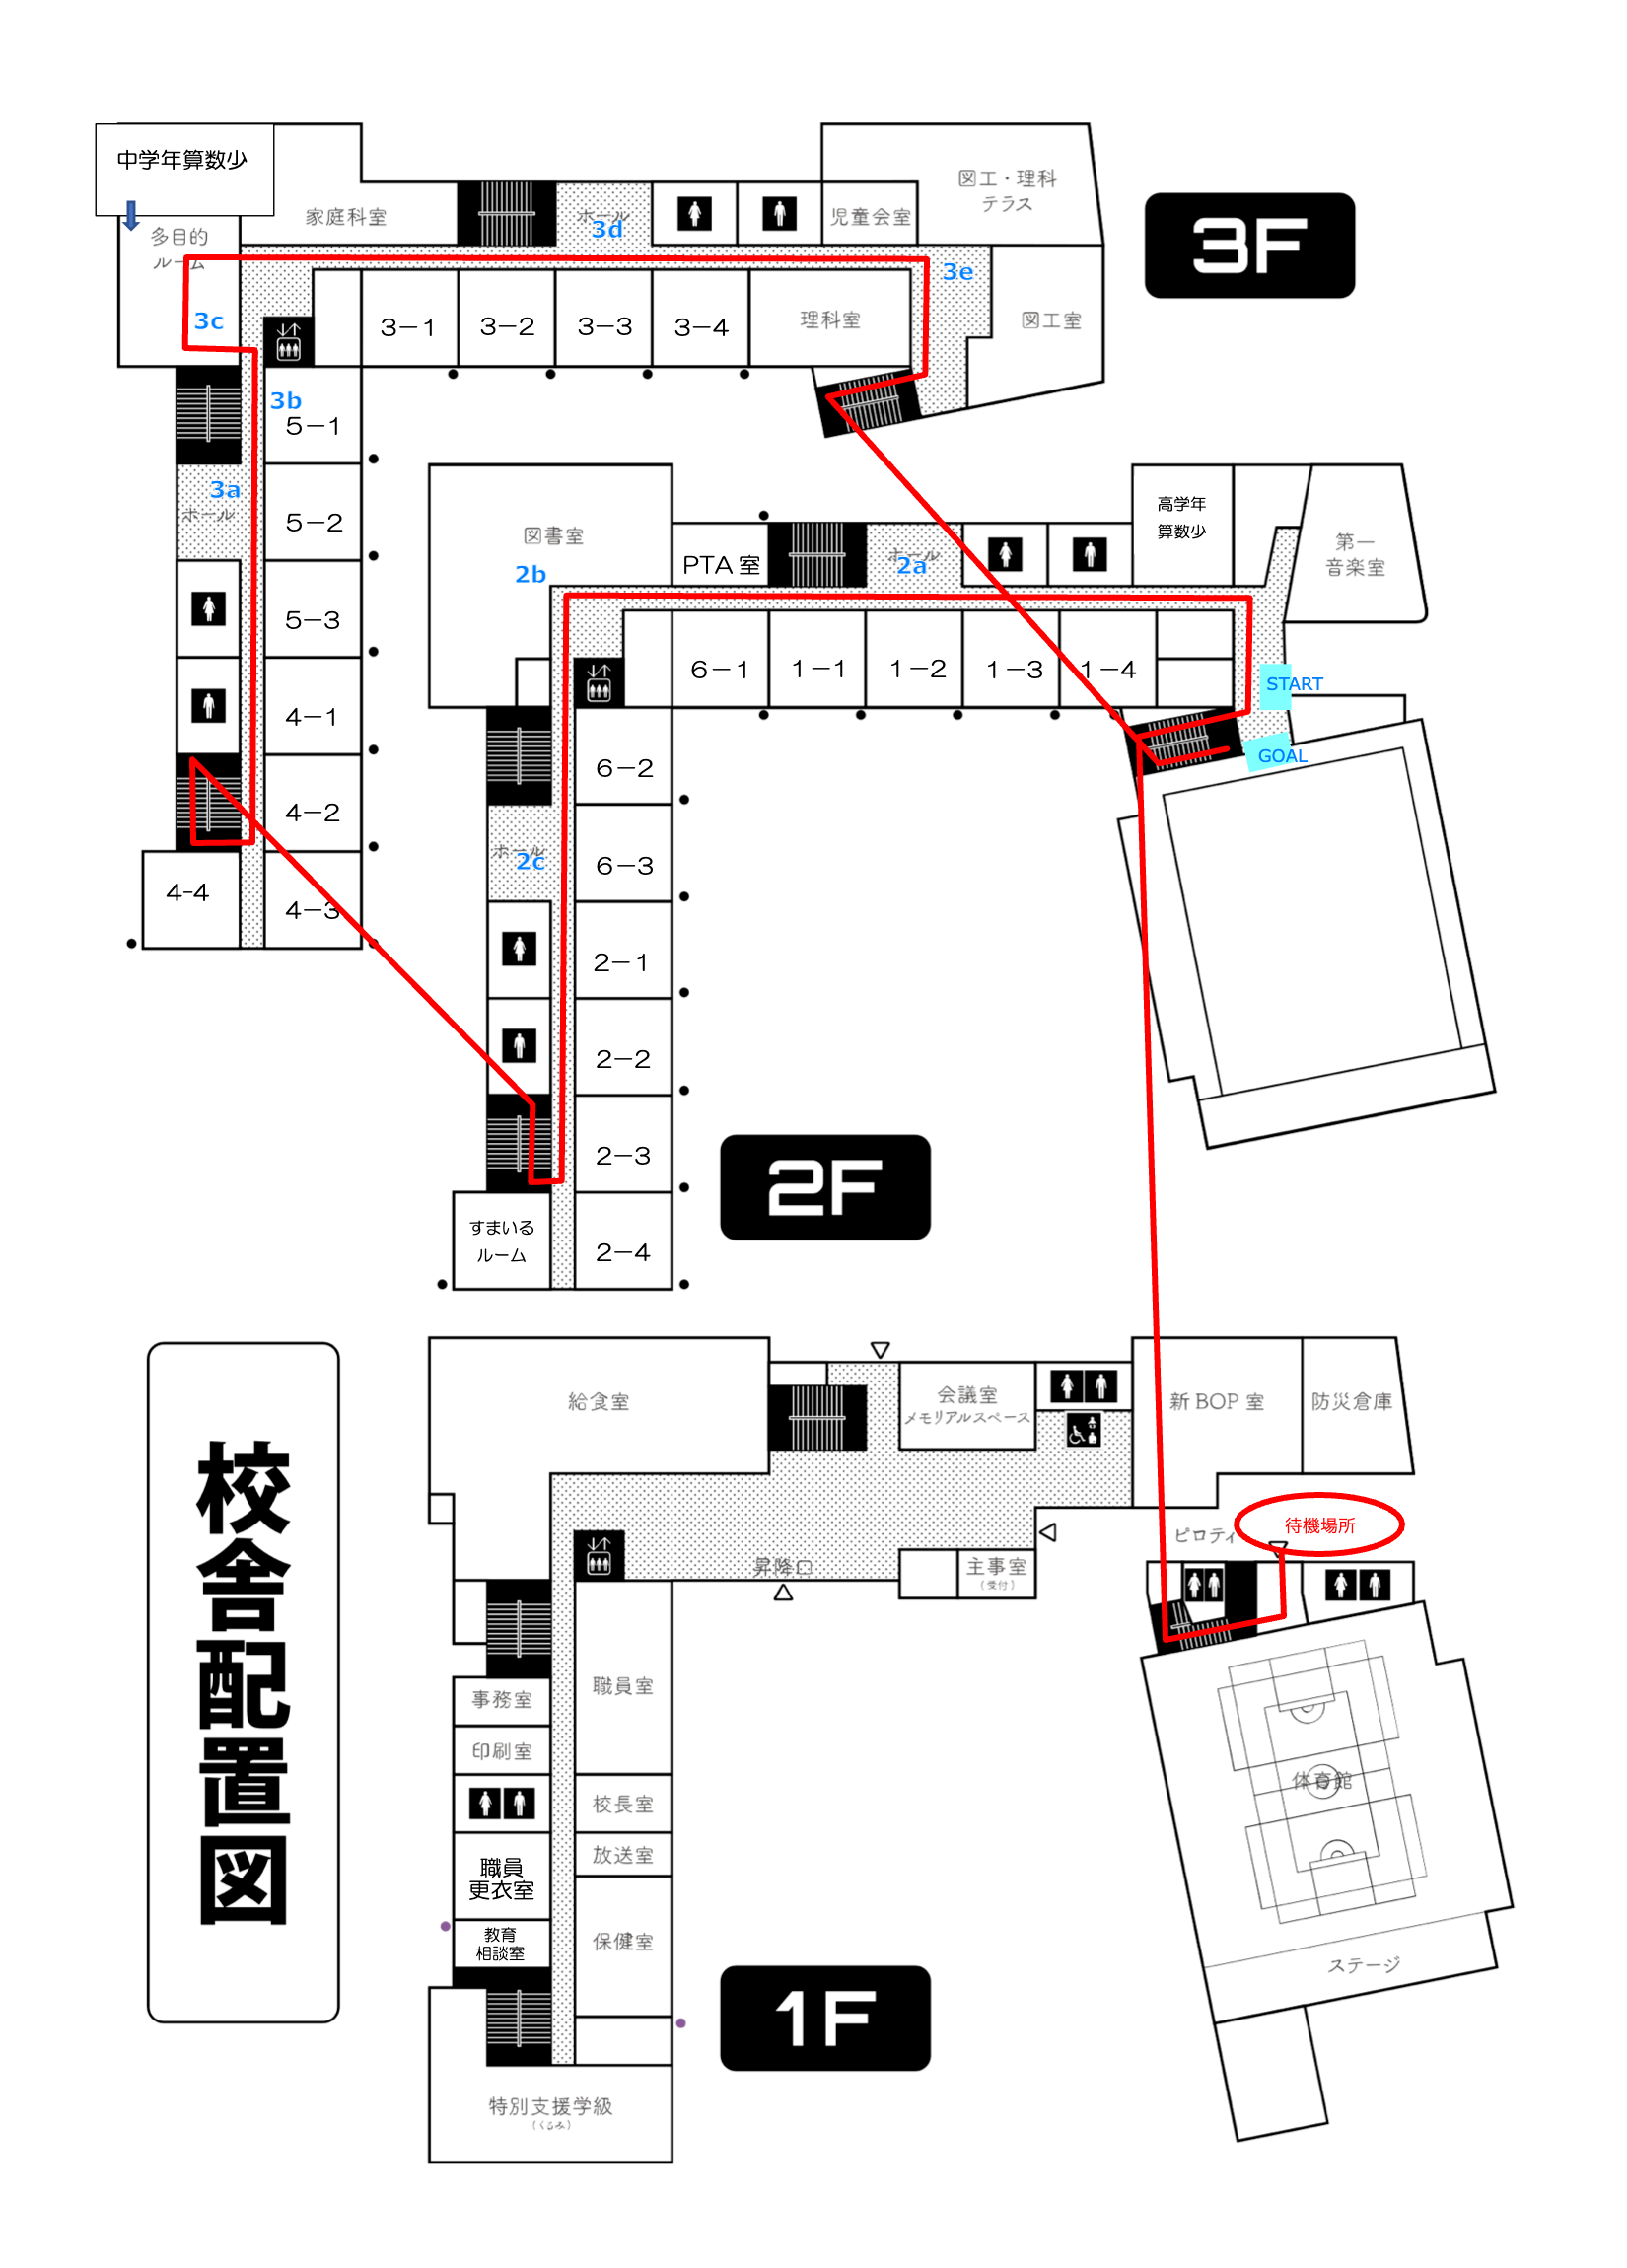 中学年算数少
多目的
ルーム
3c
家庭科室
ホール
3d
児童会室
図工・理科
テラス
3F
3e
3－1
3－2
3－3
3－4
理科室
図工室
3b
5－1
3a
ホール
5－2
5－3
4－1
4－2
4-4
4－3
図書室
2b
PTA 室
ホール
2a
高学年
算数少
第一
音楽室
6－1
1－1
1－2
1－3
1－4
START
GOAL
6－2
ホール
2c
6－3
2－1
2－2
2－3
2F
すまいる
ルーム
2－4
校舎配置図
給食室
会議室
メモリアルスペース
新 BOP 室
防災倉庫
昇降口
主事室
（受付）
ピロティ
待機場所
職員室
事務室
印刷室
校長室
放送室
職員
更衣室
教育
相談室
保健室
体育館
ステージ
1F
特別支援学級
（くるみ）